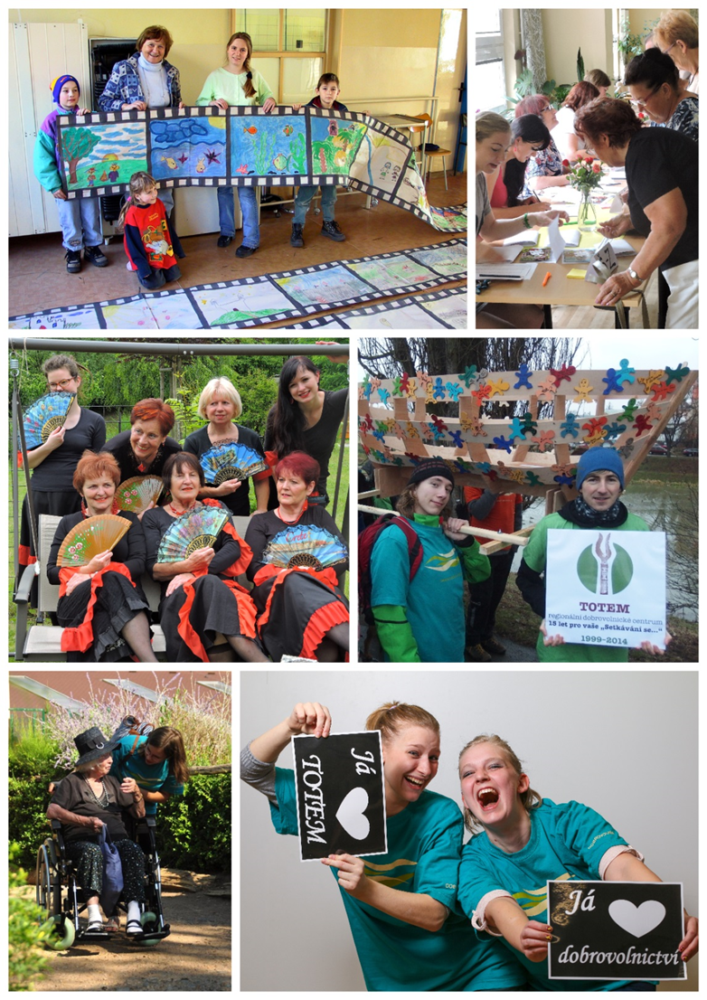 TOTEM
regionální dobrovolnické centrum
15 let pro vaše „Setkávání se...“
1999-2014
Já
TOTEM
Já
dobrovolnictví